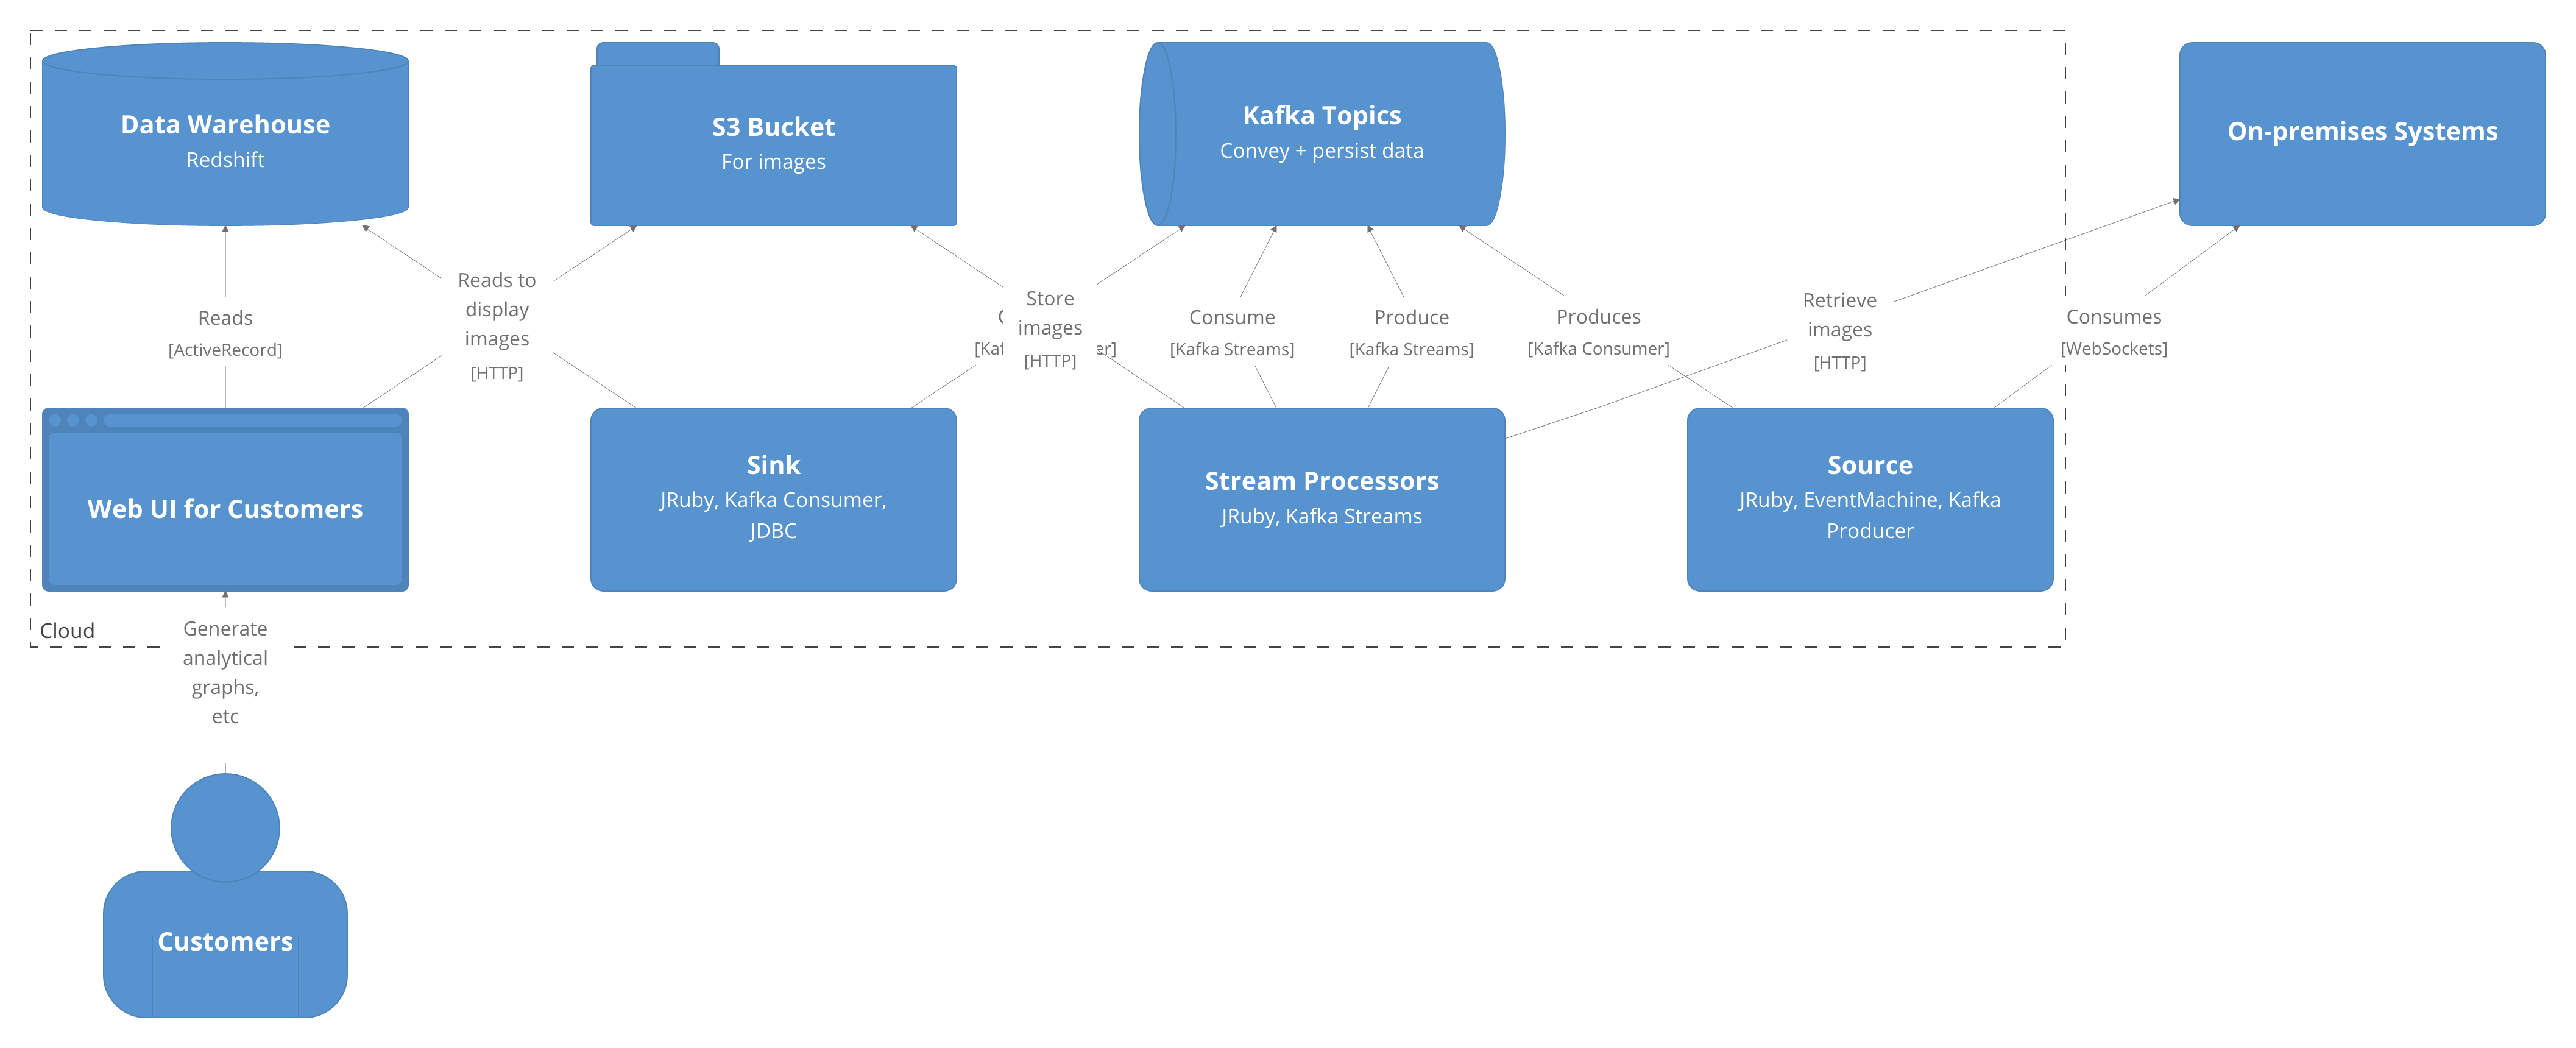 Data Warehouse
Redshift
S3 Bucket
For images
Kafka Topics
Convey + persist data
On-premises Systems
Reads
[ActiveRecord]
Reads to
display
images
[HTTP]
Store
images
[HTTP]
Consume
[Kafka Streams]
Produce
[Kafka Streams]
Produces
[Kafka Consumer]
Retrieve
images
[HTTP]
Consumes
[WebSockets]
Web UI for Customers
Sink
JRuby, Kafka Consumer,
JDBC
Stream Processors
JRuby, Kafka Streams
Source
JRuby, EventMachine, Kafka
Producer
Cloud
Generate
analytical
graphs,
etc
Customers